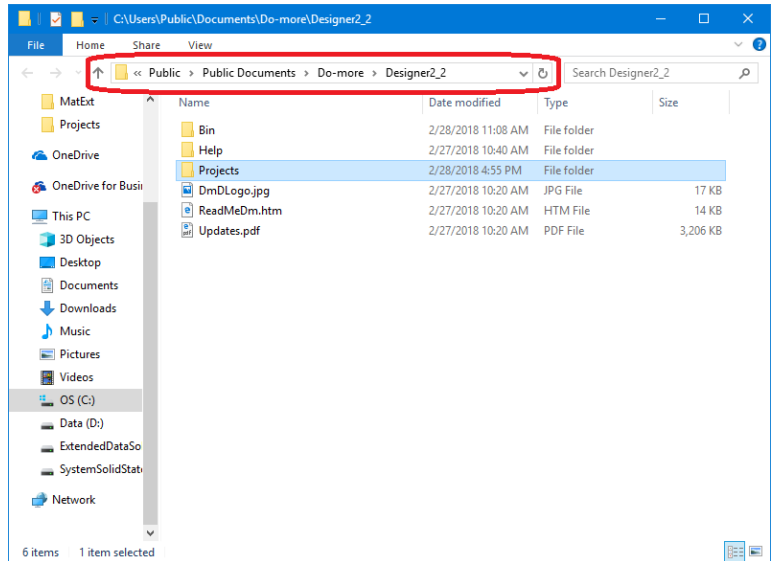 C:\Users\Public\Documents\Do-more\Designer2_2
File Home Share View
« Public > Public Documents > Do-more > Designer2_2 Search Designer2_2
Name Date modified Type Size
MatExt
Projects
OneDrive
OneDrive for Busin
This PC
3D Objects
Desktop
Documents
Downloads
Music
Pictures
Videos
OS (C:)
Data (D:)
ExtendedDataSo
SystemSolidStat
Network
Bin 2/28/2018 11:08 AM File folder
Help 2/27/2018 10:40 AM File folder
Projects 2/28/2018 4:55 PM File folder
DmDLogo.jpg 2/27/2018 10:20 AM JPG File 17 KB
ReadMeDm.htm 2/27/2018 10:20 AM HTM File 14 KB
Updates.pdf 2/27/2018 10:20 AM PDF File 3,206 KB
6 items 1 item selected